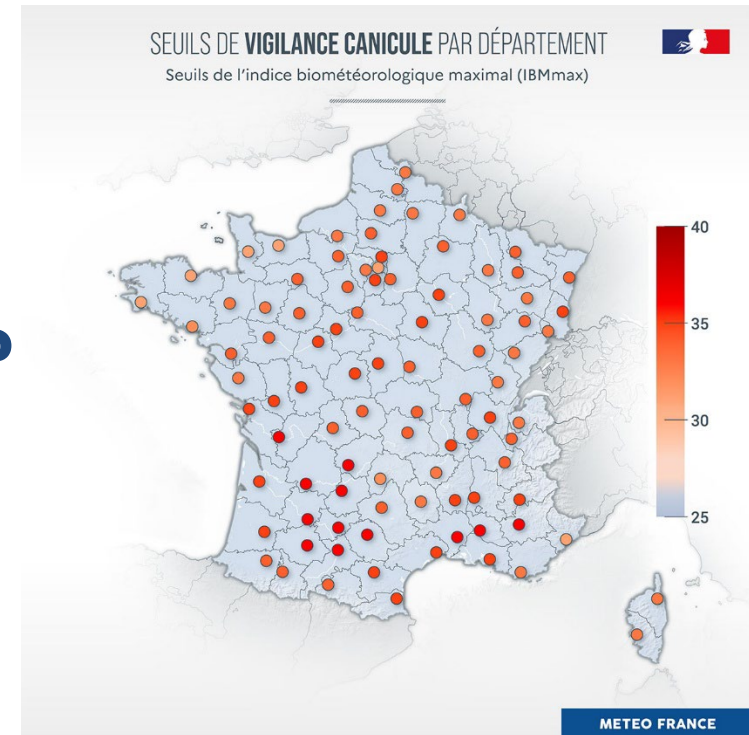 SEUILS DE VIGILANCE CANICULE PAR DÉPARTEMENT
Seuils de l'indice biométéorologique maximal (IBMmax)
40
35
30
25
METEO FRANCE